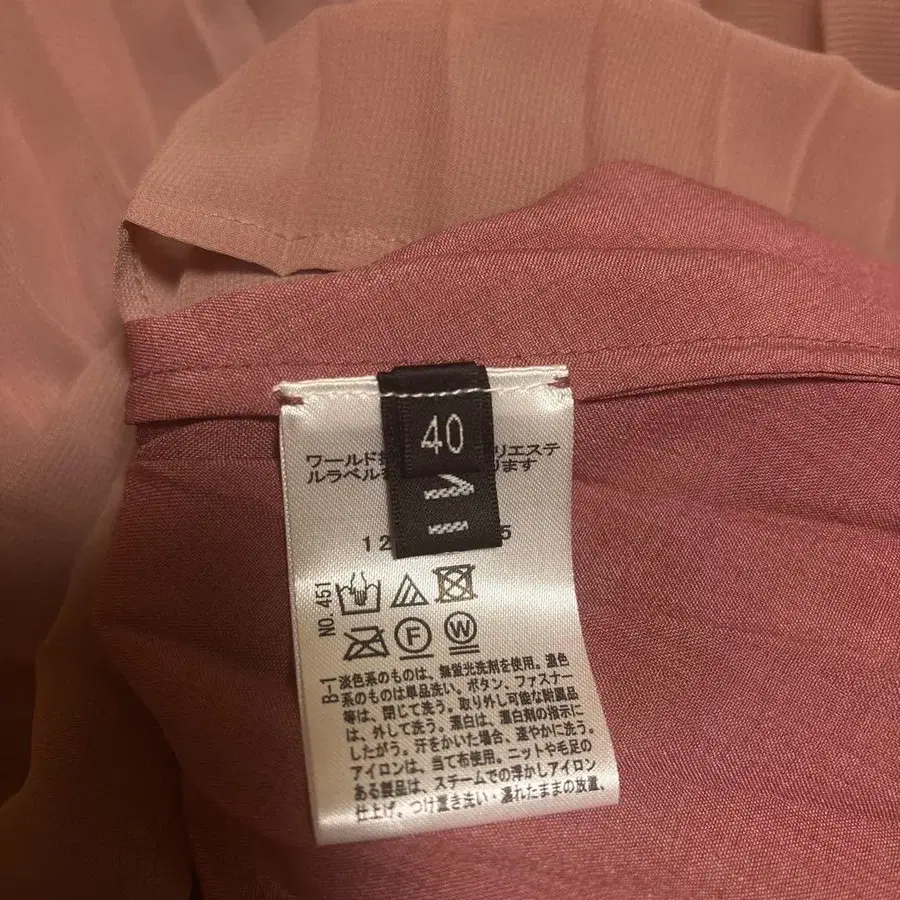 40
11
ワールド リエステ
ルラベル ります
12 5
NO.451
F W
B-1
淡色系のものは、無蛍光洗剤を使用。濃色
系のものは単品洗い。ボタン、ファスナー
等は、閉じて洗う。取り外し可能な附属品
は、外して洗う。漂白は、漂白剤の指示に
したがう。汗をかいた場合、速やかに洗う。
アイロンは、当て布使用。ニットや毛足の
ある製品は、スチームでの浮かしアイロン
仕上げ。つけ置き洗い・濡れたままの放置、